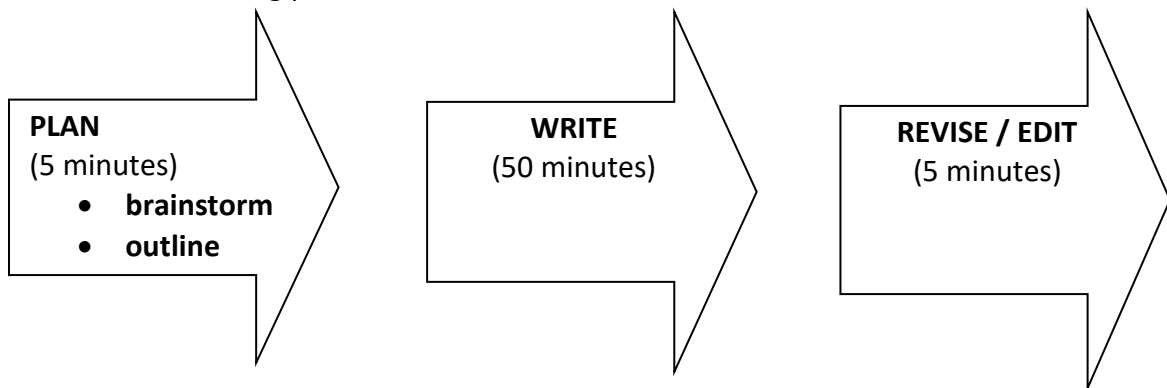 PLAN
(5 minutes)
• brainstorm
• outline
WRITE
(50 minutes)
REVISE / EDIT
(5 minutes)